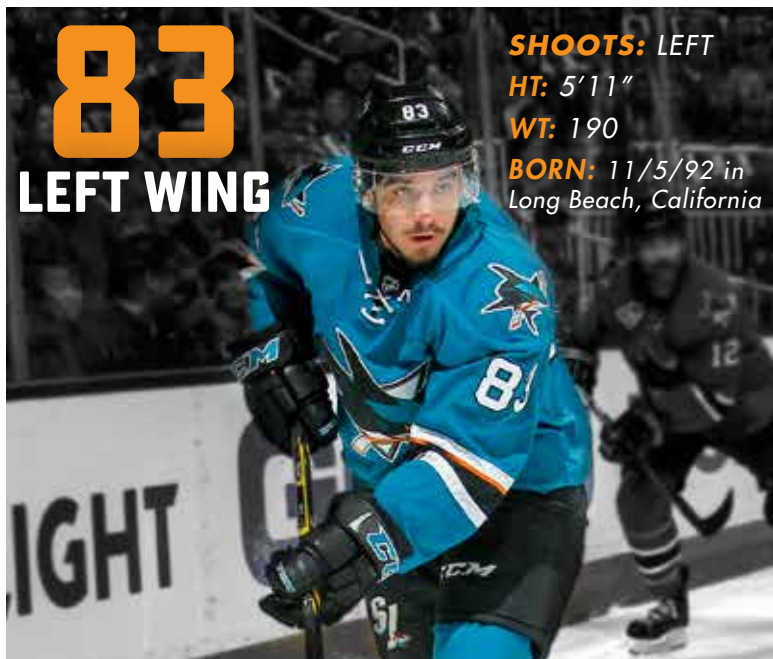 83
LEFT WING
SHOOTS: LEFT
HT: 5'11"
WT: 190
BORN: 11/5/92 in
Long Beach, California
83
CCM
83
CCM
12
IGHT